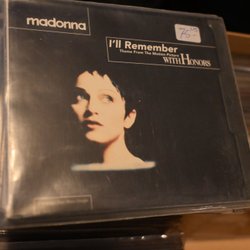 madonna
I'll Remember
Theme From The Motion Picture
WITH HONORS